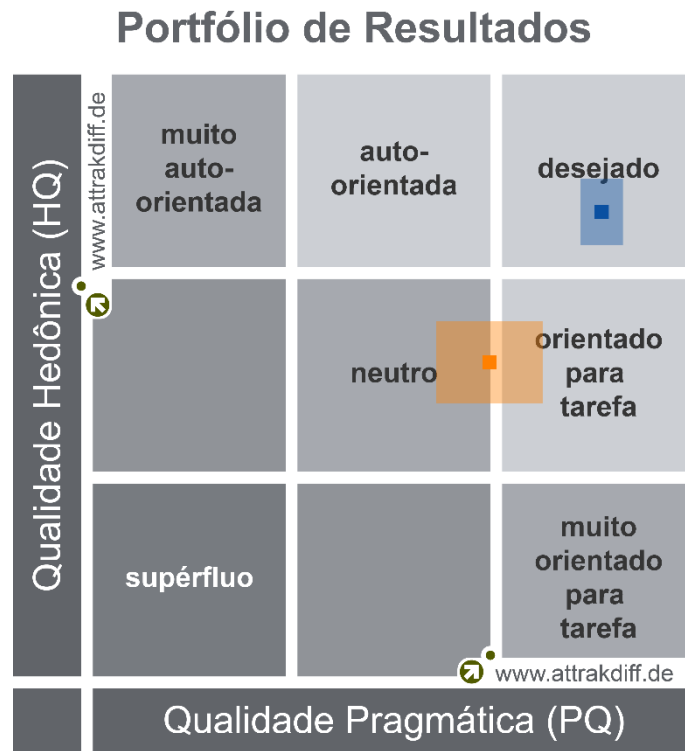 Portfólio de Resultados
Qualidade Hedônica (HQ)
www.attrakdiff.de
muito
auto-
orientada
auto-
orientada
desejado
neutro
orientado
para
tarefa
supérfluo
muito
orientado
para
tarefa
www.attrakdiff.de
Qualidade Pragmática (PQ)